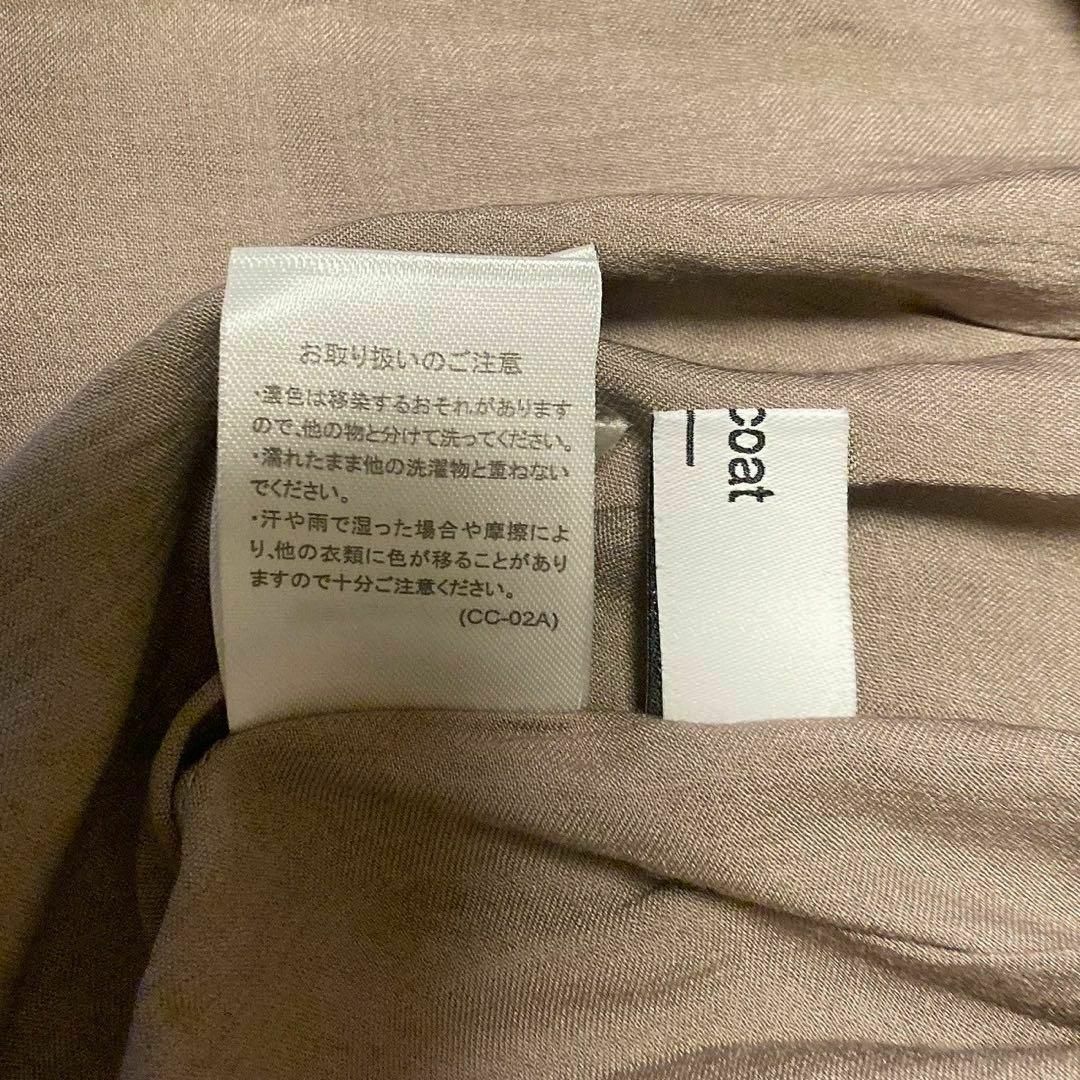 お取り扱いのご注意
・濃色は移染するおそれがあります
ので、他の物と分けて洗ってください。
・濡れたまま他の洗濯物と重ねない
でください。
・汗や雨で湿った場合や摩擦によ
り、他の衣類に色が移ることがあり
ますので十分ご注意ください。
(CC-02A)
coat